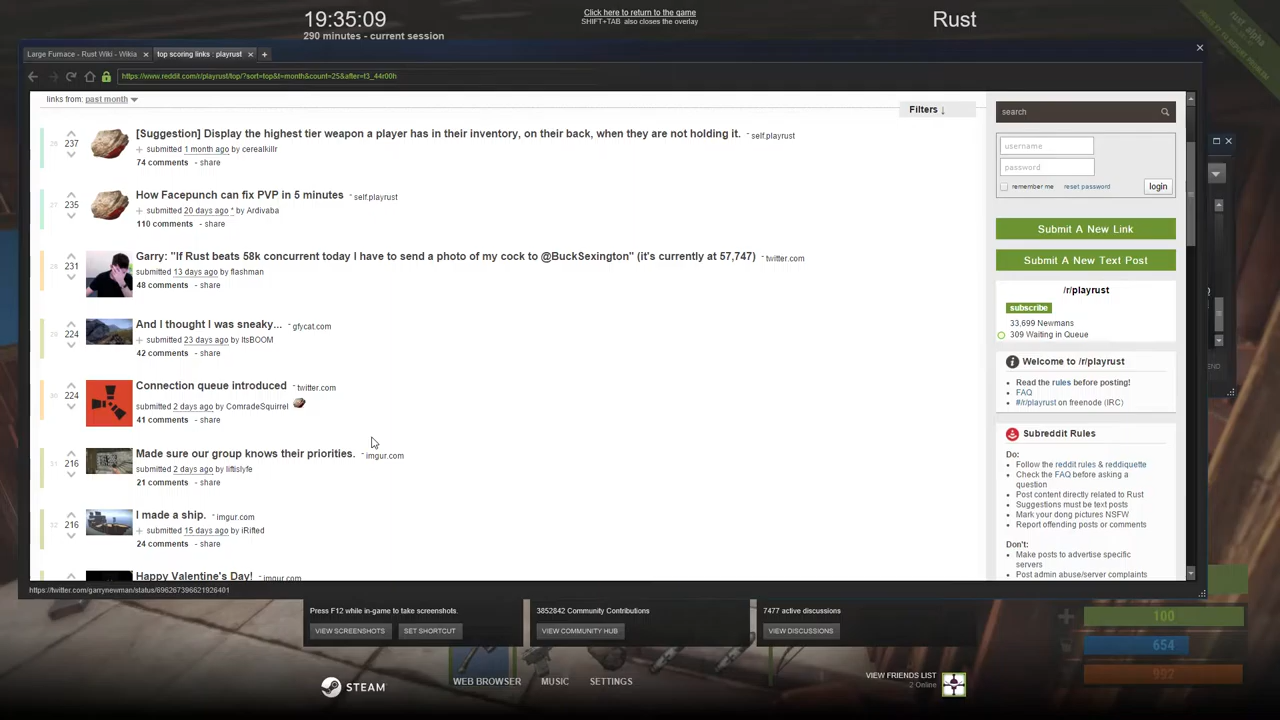 19:35:09
290 minutes - current session
Click here to return to the game
SHIFT+TAB also closes the overlay
Rust
Large Furnace - Rust Wiki - Wikia
top scoring links : playrust
https://www.reddit.com/r/playrust/top/?sort=top&t=month&count=25&after=t3_44r00h
links from: past month
Filters ↓
237
[Suggestion] Display the highest tier weapon a player has in their inventory, on their back, when they are not holding it. - self.playrust
submitted 1 month ago by cerealkillr
74 comments - share
27
235
How Facepunch can fix PVP in 5 minutes - self.playrust
submitted 20 days ago * by Ardivaba
110 comments - share
231
Garry: "If Rust beats 58k concurrent today I have to send a photo of my cock to @BuckSexington" (it's currently at 57,747) - twitter.com
submitted 13 days ago by flashman
48 comments - share
224
And I thought I was sneaky... - gfycat.com
submitted 23 days ago by ItsBOOM
42 comments - share
30
224
Connection queue introduced - twitter.com
submitted 2 days ago by ComradeSquirrel
41 comments - share
31
216
Made sure our group knows their priorities. - imgur.com
submitted 2 days ago by liftislyfe
21 comments - share
32
216
I made a ship. - imgur.com
submitted 15 days ago by iRifted
24 comments - share
Happy Valentine's Day! - imgur.com
search
username
password
remember me
reset password
login
Submit A New Link
Submit A New Text Post
/r/playrust
subscribe
33,699 Newmans
309 Waiting in Queue
Welcome to /r/playrust
Read the rules before posting!
FAQ
#/r/playrust on freenode (IRC)
Subreddit Rules
Do:
Follow the reddit rules & reddiquette
Check the FAQ before asking a
question
Post content directly related to Rust
Suggestions must be text posts
Mark your dong pictures NSFW
Report offending posts or comments
Don't:
Make posts to advertise specific
servers
Post admin abuse/server complaints
https://twitter.com/garrynewman/status/696267396621926401
Press F12 while in-game to take screenshots.
VIEW SCREENSHOTS
SET SHORTCUT
3852842 Community Contributions
VIEW COMMUNITY HUB
7477 active discussions
VIEW DISCUSSIONS
100
654
992
WEB BROWSER
MUSIC
SETTINGS
STEAM
VIEW FRIENDS LIST
2 Online